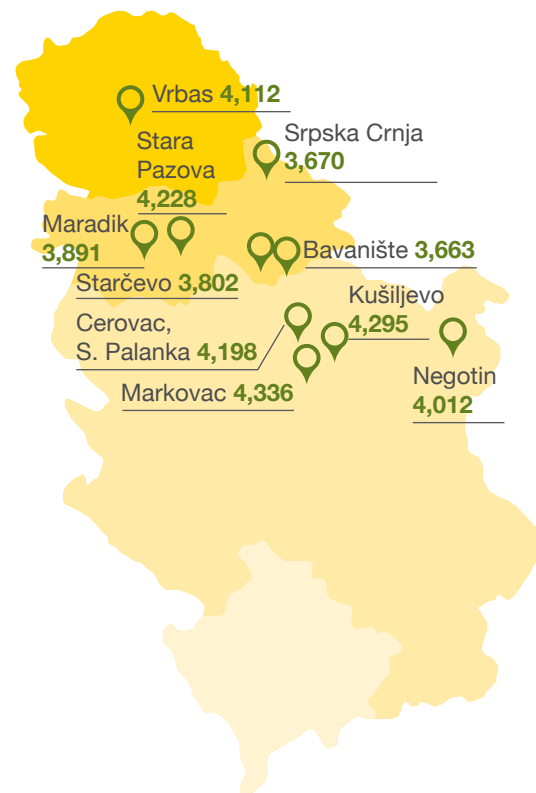 Vrbas 4,112
Srpska Crnja
3,670
Stara
Pazova
4,228
Maradik
3,891
Bavanište 3,663
Starčevo 3,802
Kušiljevo
4,295
Cerovac,
S. Palanka 4,198
Negotin
4,012
Markovac 4,336